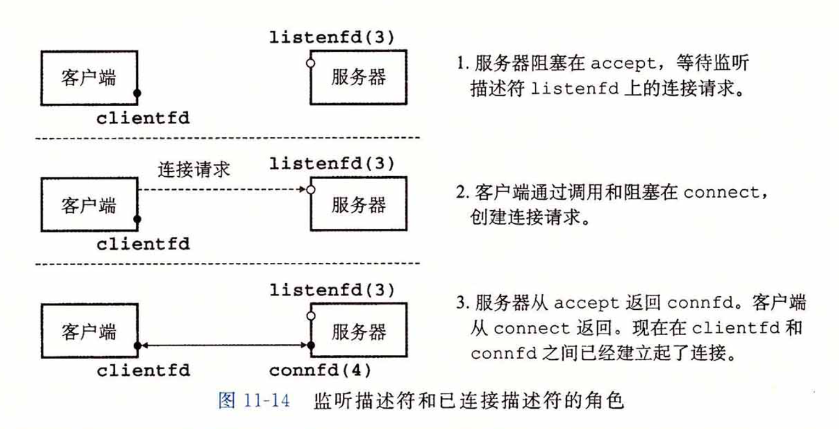 listenfd(3)
客户端
服务器
clientfd
1. 服务器阻塞在 accept，等待监听
描述符 listenfd 上的连接请求。
连接请求
listenfd(3)
客户端
服务器
clientfd
2. 客户端通过调用和阻塞在 connect，
创建连接请求。
listenfd(3)
客户端
服务器
clientfd
connfd(4)
3. 服务器从 accept 返回 connfd。客户端
从 connect 返回。现在在 clientfd 和
connfd 之间已经建立起了连接。
图 11-14 监听描述符和已连接描述符的角色